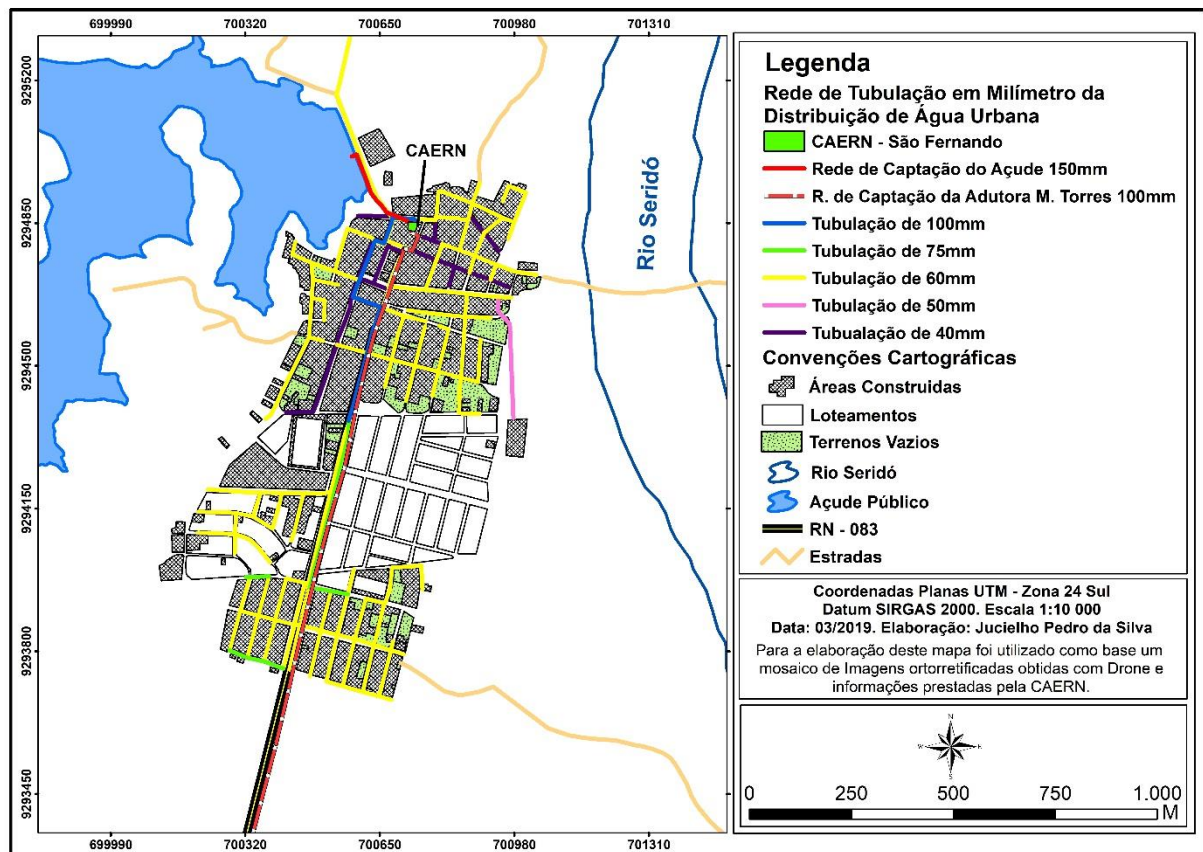 699990 700320 700650 700980 701310
9295200
9294850
9294500
9294150
9293800
9293450
CAERN
Rio Seridó
699990 700320 700650 700980 701310
Legenda
Rede de Tubulação em Milímetro da
Distribuição de Água Urbana
CAERN - São Fernando
Rede de Captação do Açude 150mm
R. de Captação da Adutora M. Torres 100mm
Tubulação de 100mm
Tubulação de 75mm
Tubulação de 60mm
Tubulação de 50mm
Tubualação de 40mm
Convenções Cartográficas
Áreas Construidas
Loteamentos
Terrenos Vazios
Rio Seridó
Açude Público
RN - 083
Estradas
Coordenadas Planas UTM - Zona 24 Sul
Datum SIRGAS 2000. Escala 1:10 000
Data: 03/2019. Elaboração: Jucielho Pedro da Silva
Para a elaboração deste mapa foi utilizado como base um
mosaico de Imagens ortorretificadas obtidas com Drone e
informações prestadas pela CAERN.
N
W E
S
0 250 500 750 1.000
M